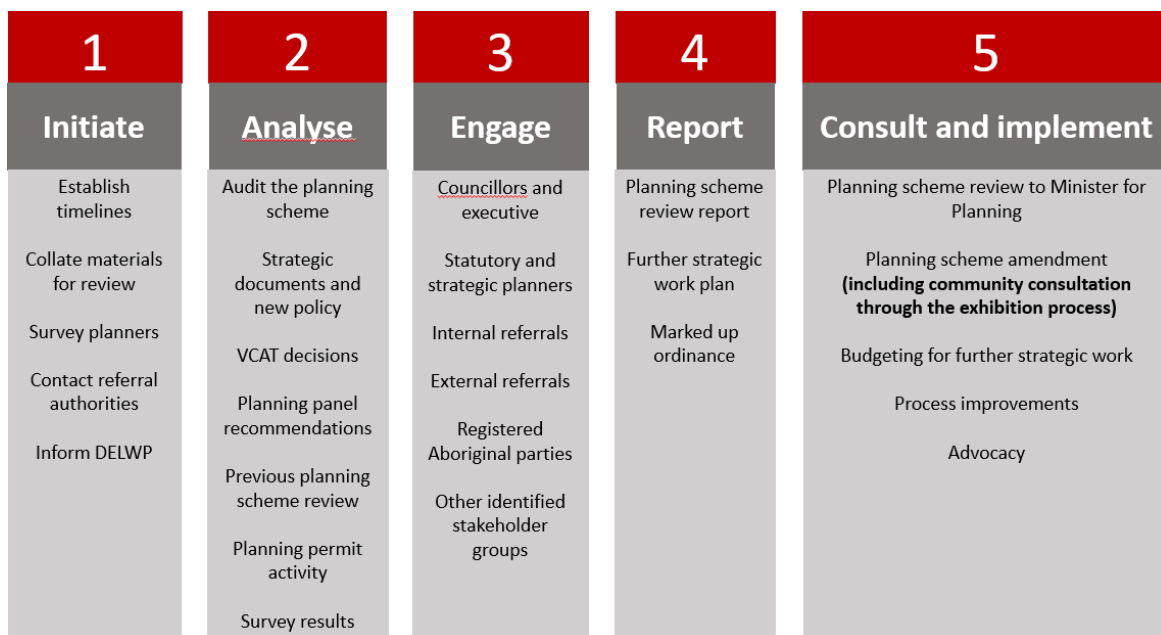 1
Initiate
Establish
timelines
Collate materials
for review
Survey planners
Contact referral
authorities
Inform DELWP
2
Analyse
Audit the planning
scheme
Strategic
documents and
new policy
VCAT decisions
Planning panel
recommendations
Previous planning
scheme review
Planning permit
activity
Survey results
3
Engage
Councillors and
executive
Statutory and
strategic planners
Internal referrals
External referrals
Registered
Aboriginal parties
Other identified
stakeholder
groups
4
Report
Planning scheme
review report
Further strategic
work plan
Marked up
ordinance
5
Consult and implement
Planning scheme review to Minister for
Planning
Planning scheme amendment
(including community consultation
through the exhibition process)
Budgeting for further strategic work
Process improvements
Advocacy